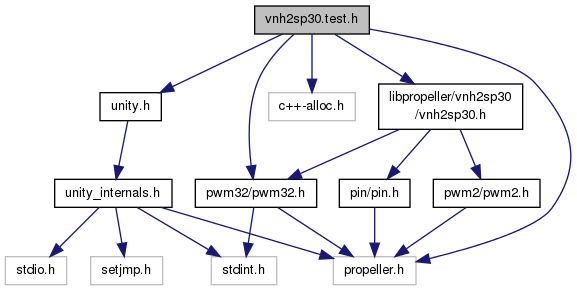 vnh2sp30.test.h
unity.h
c++-alloc.h
libpropeller/vnh2sp30
/vnh2sp30.h
unity_internals.h
pwm32/pwm32.h
pin/pin.h
pwm2/pwm2.h
stdio.h
setjmp.h
stdint.h
propeller.h